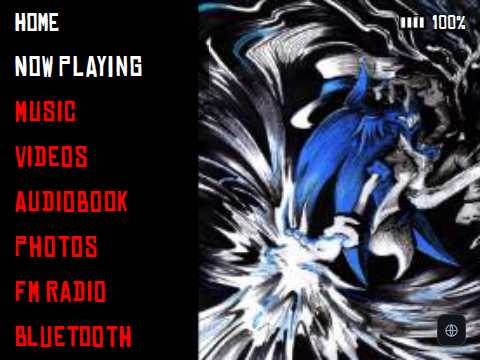 HOME
100%
NOW PLAYING
MUSIC
VIDEOS
AUDIOBOOK
PHOTOS
FM RADIO
BLUETOOTH